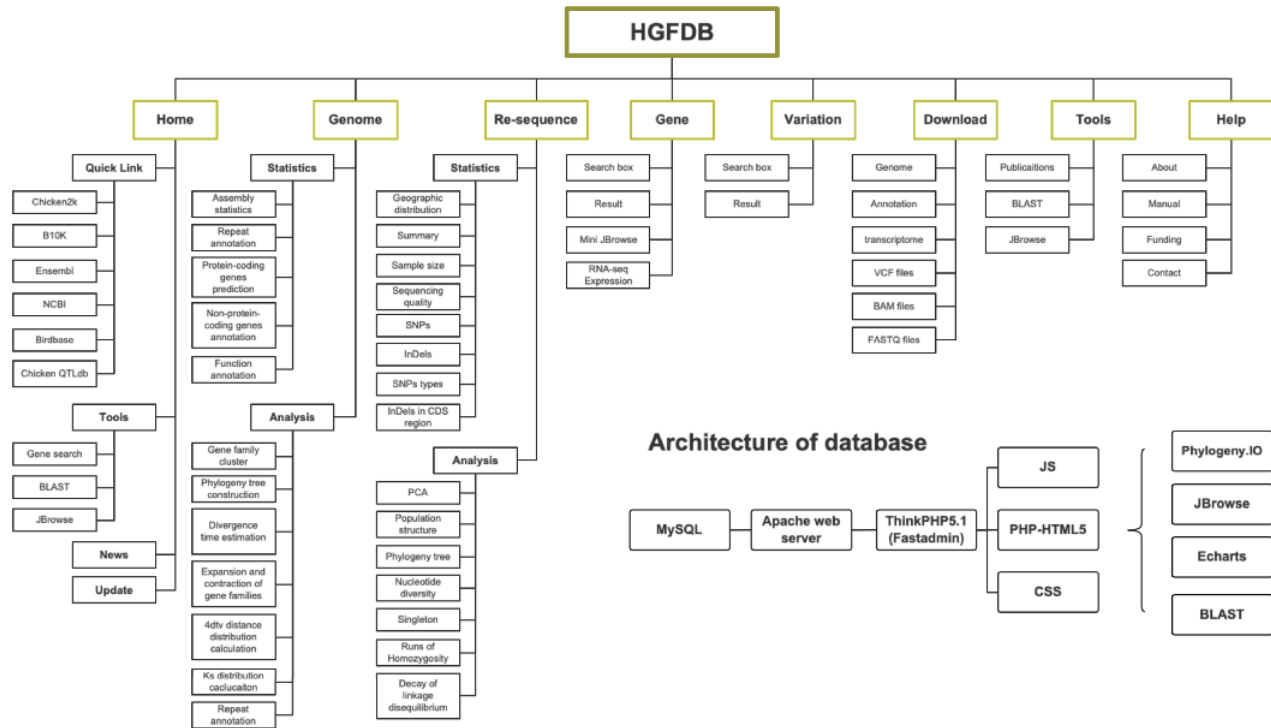 HGFDB
Home
Genome
Re-sequence
Gene
Variation
Download
Tools
Help
Quick Link
Chicken2k
B10K
Ensembl
NCBI
Birdbase
Chicken QTLdb
Tools
Gene search
BLAST
JBrowse
News
Update
Statistics
Assembly
statistics
Repeat
annotation
Protein-coding
genes
prediction
Non-protein-
coding genes
annotation
Function
annotation
Analysis
Gene family
cluster
Phylogeny tree
construction
Divergence
time estimation
Expansion and
contraction of
gene families
4dtv distance
distribution
calculation
Ks distribution
caclucaiton
Repeat
annotation
Statistics
Geographic
distribution
Summary
Sample size
Sequencing
quality
SNPs
InDels
SNPs types
InDels in CDS
region
Analysis
PCA
Population
structure
Phylogeny tree
Nucleotide
diversity
Singleton
Runs of
Homozygosity
Decay of
linkage
disequilibrium
Search box
Result
Mini JBrowse
RNA-seq
Expression
Search box
Result
Genome
Annotation
transcriptome
VCF files
BAM files
FASTQ files
Publicaitions
BLAST
JBrowse
About
Manual
Funding
Contact
Architecture of database
MySQL
Apache web
server
ThinkPHP5.1
(Fastadmin)
JS
PHP-HTML5
CSS
Phylogeny.IO
JBrowse
Echarts
BLAST